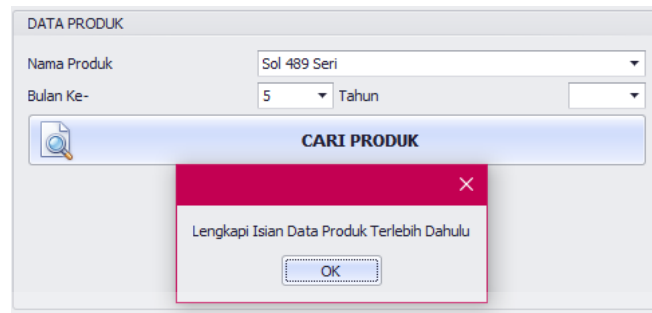 DATA PRODUK
Nama Produk Sol 489 Seri
Bulan Ke- 5 Tahun
CARI PRODUK
Lengkapi Isian Data Produk Terlebih Dahulu
OK